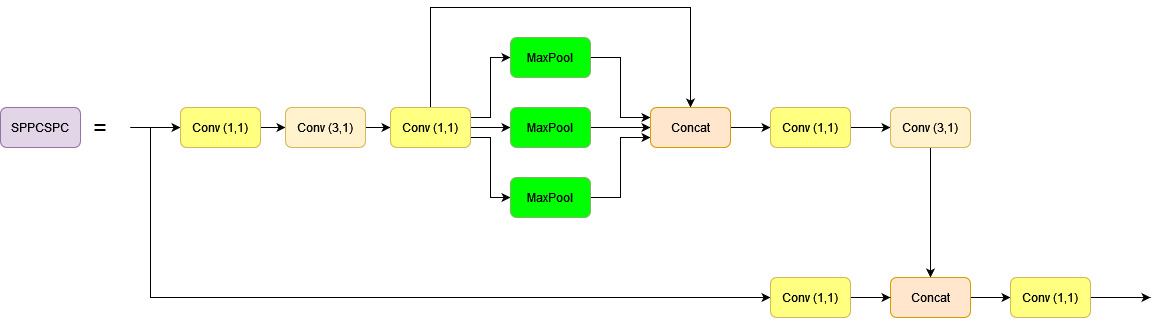 MaxPool
SPPCSPC = Conv (1,1) Conv (3,1) Conv (1,1) MaxPool Concat Conv (1,1) Conv (3,1)
MaxPool
Conv (1,1) Concat Conv (1,1)